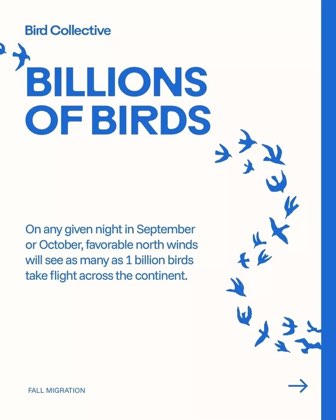 Bird Collective
BILLIONS
OF BIRDS
On any given night in September
or October, favorable north winds
will see as many as 1 billion birds
take flight across the continent.
FALL MIGRATION